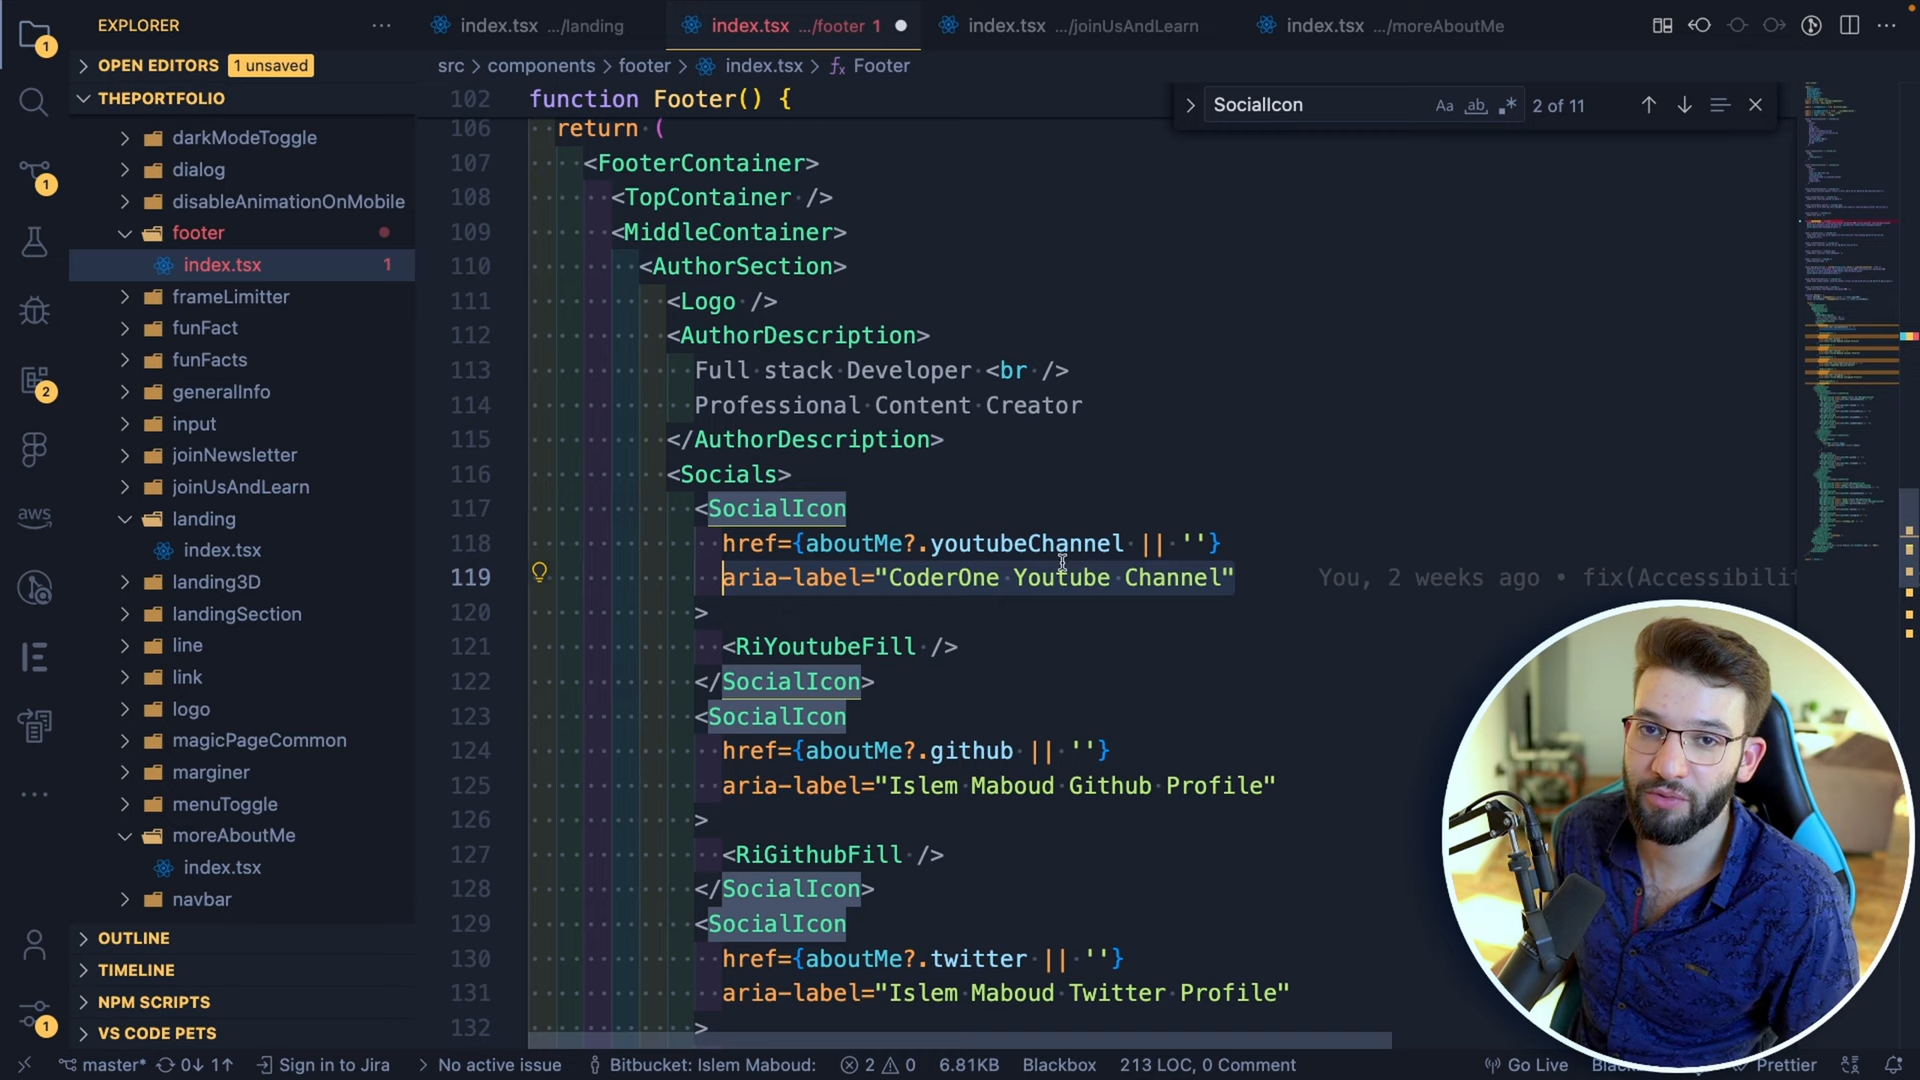 EXPLORER
index.tsx .../landing
index.tsx .../footer 1
index.tsx .../joinUsAndLearn
index.tsx .../moreAboutMe
1
OPEN EDITORS 1 unsaved
src > components > footer > index.tsx > Footer
THEPORTFOLIO
102 function Footer() {
SocialIcon Aa ab 2 of 11
darkModeToggle
dialog
disableAnimationOnMobile
footer
index.tsx 1
frameLimitter
funFact
funFacts
generalInfo
input
joinNewsletter
joinUsAndLearn
landing
index.tsx
landing3D
landingSection
line
link
logo
magicPageCommon
marginer
menuToggle
moreAboutMe
index.tsx
navbar
OUTLINE
TIMELINE
NPM SCRIPTS
VS CODE PETS
1
2
aws
1
106 return (
107 <FooterContainer>
108 <TopContainer />
109 <MiddleContainer>
110 <AuthorSection>
111 <Logo />
112 <AuthorDescription>
113 Full stack Developer <br />
114 Professional Content Creator
115 </AuthorDescription>
116 <Socials>
117 <SocialIcon
118 href={aboutMe?.youtubeChannel || ''}
119 aria-label="CoderOne Youtube Channel" You, 2 weeks ago • fix(Accessibilit
120 >
121 <RiYoutubeFill />
122 </SocialIcon>
123 <SocialIcon
124 href={aboutMe?.github || ''}
125 aria-label="Islem Maboud Github Profile"
126 >
127 <RiGithubFill />
128 </SocialIcon>
129 <SocialIcon
130 href={aboutMe?.twitter || ''}
131 aria-label="Islem Maboud Twitter Profile"
132 >
master* 0↓ 1↑ Sign in to Jira No active issue Bitbucket: Islem Maboud: 2 0 6.81KB Blackbox 213 LOC, 0 Comment Go Live Prettier